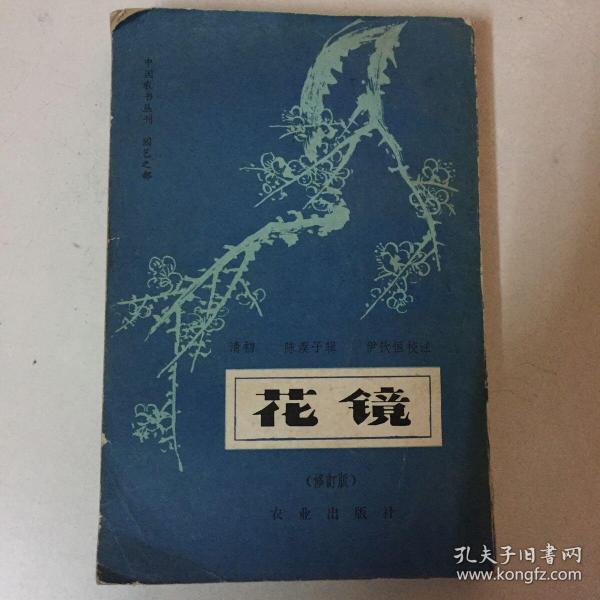 中国农书丛刊 园艺之部
清初 陈淏子辑 伊钦恒校注
花镜
(修訂版)
农业出版社
孔夫子旧書网
www.kongfz.com